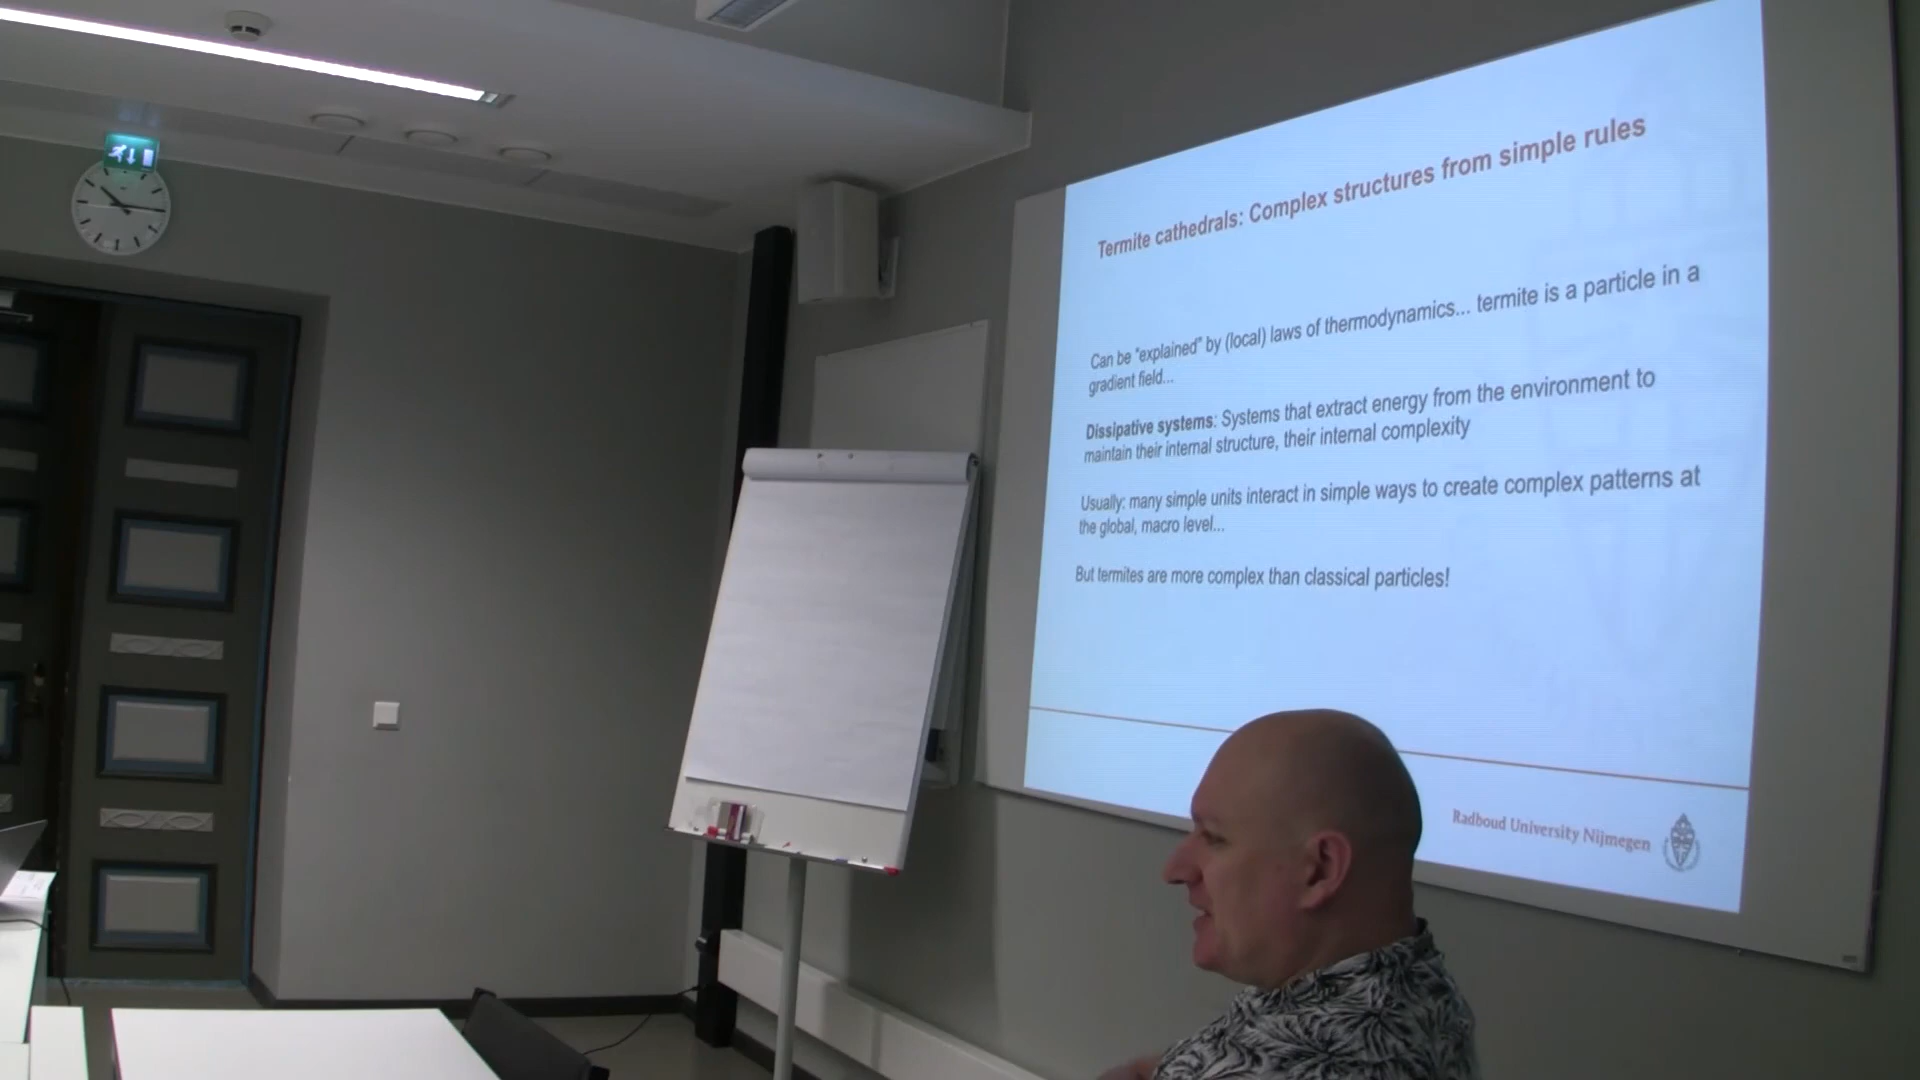 Termite cathedrals: Complex structures from simple rules
Can be "explained" by (local) laws of thermodynamics... termite is a particle in a
gradient field...
Dissipative systems: Systems that extract energy from the environment to
maintain their internal structure, their internal complexity
Usually: many simple units interact in simple ways to create complex patterns at
the global, macro level...
But termites are more complex than classical particles!
Radboud University Nijmegen